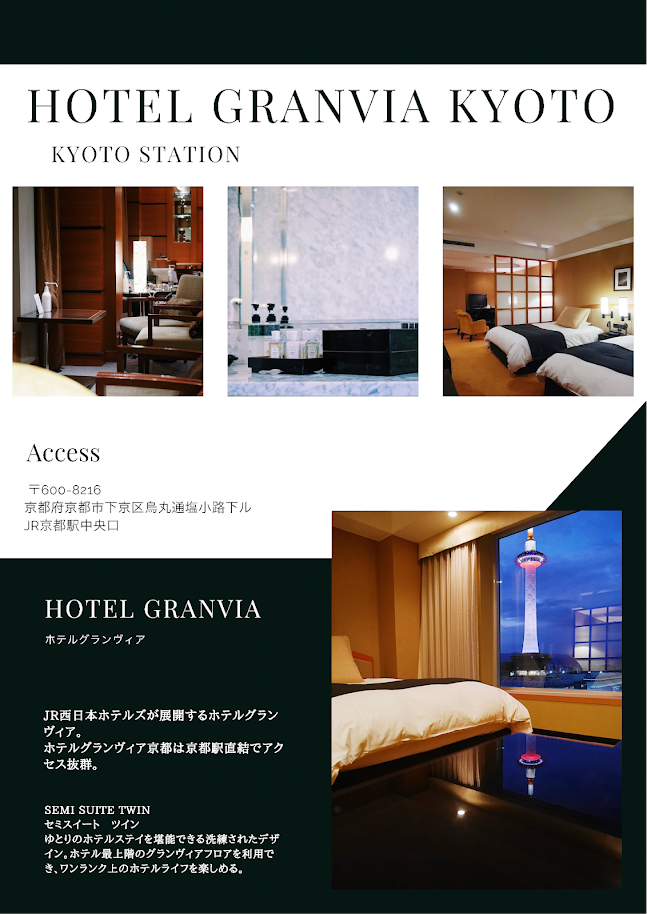 HOTEL GRANVIA KYOTO
KYOTO STATION
Access
〒600-8216
京都府京都市下京区烏丸通塩小路下ル
JR京都駅中央口
HOTEL GRANVIA
ホテルグランヴィア
JR西日本ホテルズが展開するホテルグラン
ヴィア。
ホテルグランヴィア京都は京都駅直結でアク
セス抜群。
SEMI SUITE TWIN
セミスイート　ツイン
ゆとりのホテルステイを堪能できる洗練されたデザ
イン。ホテル最上階のグランヴィアフロアを利用で
き、ワンランク上のホテルライフを楽しめる。